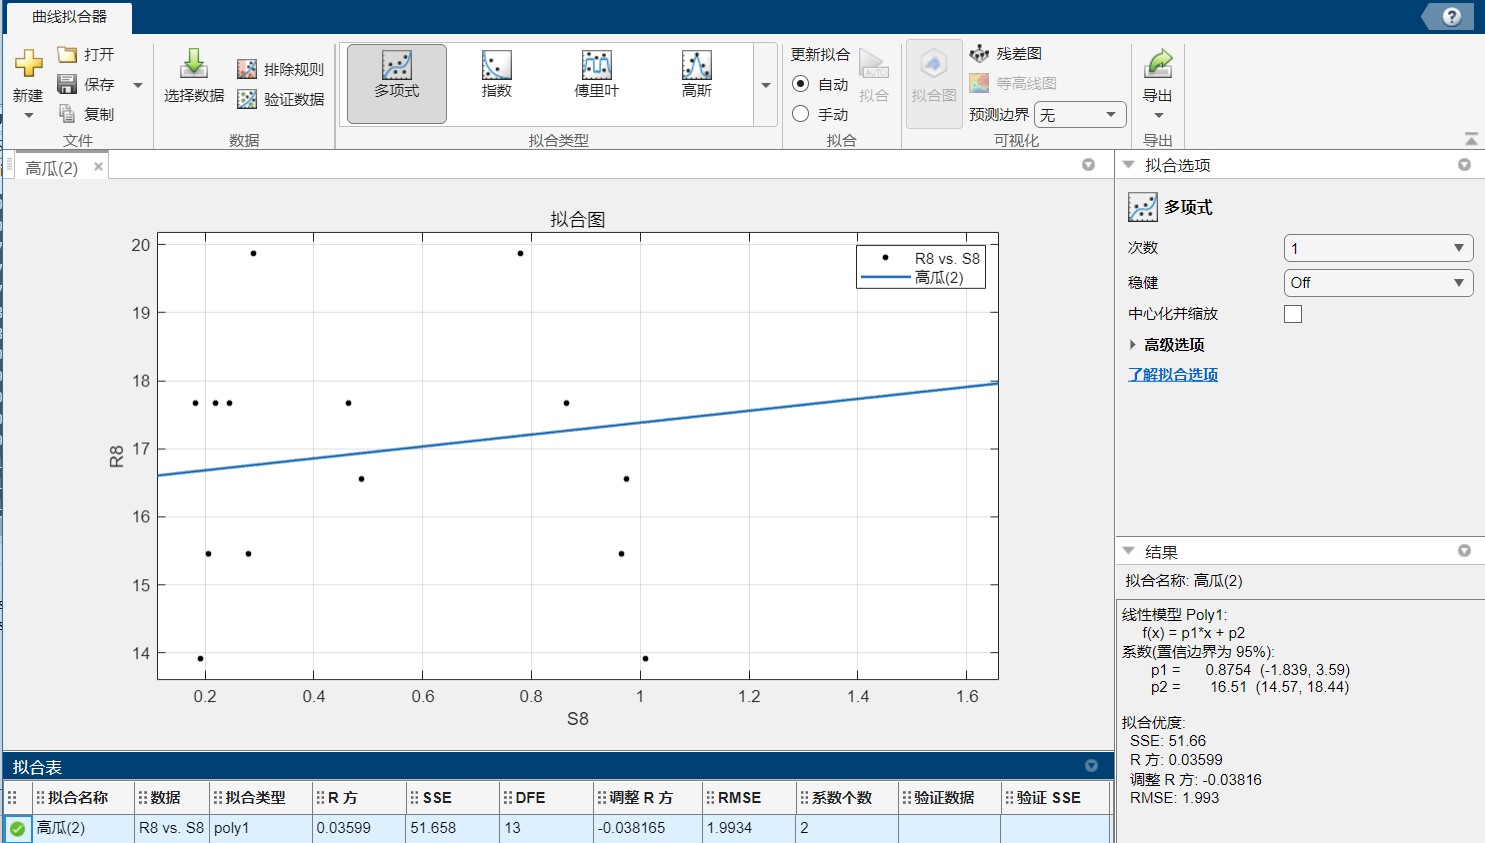 曲线拟合器
新建
打开
保存
复制
文件
选择数据
排除规则
验证数据
数据
多项式
指数
傅里叶
高斯
拟合类型
更新拟合
自动
手动
AUTO
拟合
拟合
拟合图
残差图
等高线图
预测边界 无
可视化
导出
导出
高瓜(2)
拟合图
R8 vs. S8
高瓜(2)
20
19
18
17
16
15
14
R8
0.2 0.4 0.6 0.8 1 1.2 1.4 1.6
S8
拟合选项
多项式
次数 1
稳健 Off
中心化并缩放
高级选项
了解拟合选项
结果
拟合名称: 高瓜(2)
线性模型 Poly1:
f(x) = p1*x + p2
系数(置信边界为 95%):
p1 = 0.8754 (-1.839, 3.59)
p2 = 16.51 (14.57, 18.44)
拟合优度:
SSE: 51.66
R 方: 0.03599
调整 R 方: -0.03816
RMSE: 1.993
拟合表
拟合名称 数据 拟合类型 R 方 SSE DFE 调整 R 方 RMSE 系数个数 验证数据 验证 SSE
高瓜(2) R8 vs. S8 poly1 0.03599 51.658 13 -0.038165 1.9934 2